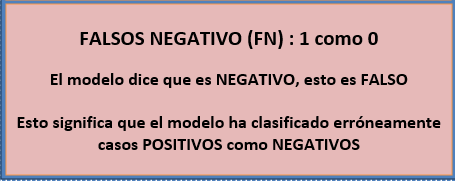 FALSOS NEGATIVO (FN) : 1 como 0
El modelo dice que es NEGATIVO, esto es FALSO
Esto significa que el modelo ha clasificado erróneamente
casos POSITIVOS como NEGATIVOS